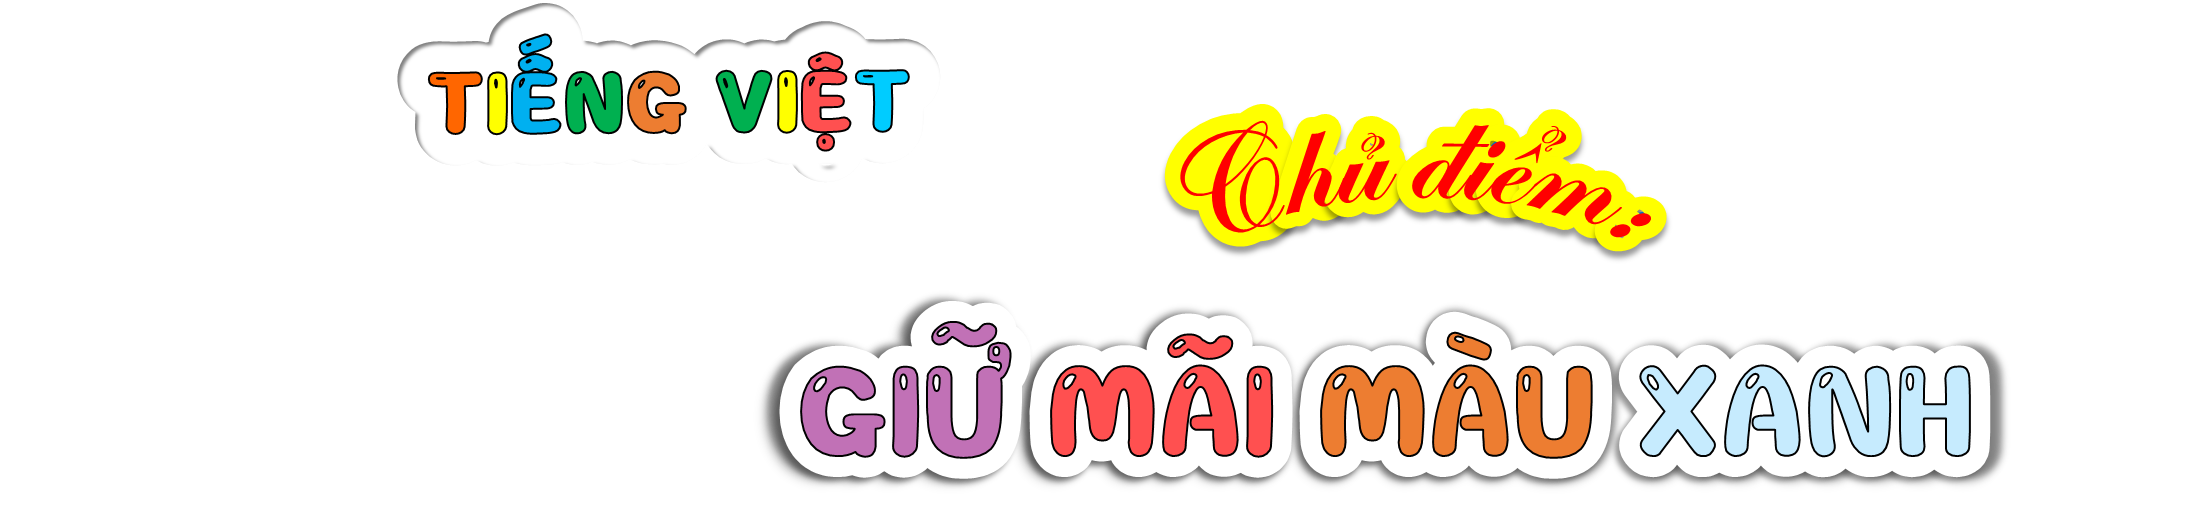 TIẾNG VIỆT
Chủ điểm:
GIỮ MÃI MÀU XANH